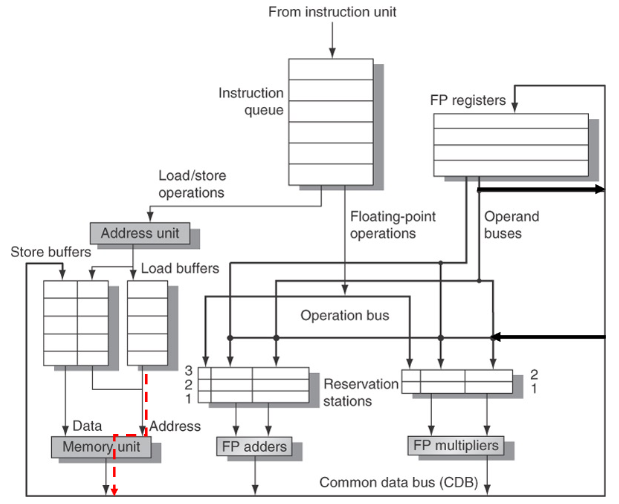 From instruction unit
Instruction
queue
FP registers
Load/store
operations
Address unit
Floating-point
operations
Operand
buses
Store buffers
Load buffers
Operation bus
3
2
1
Reservation
stations
2
1
Data
Address
Memory unit
FP adders
FP multipliers
Common data bus (CDB)